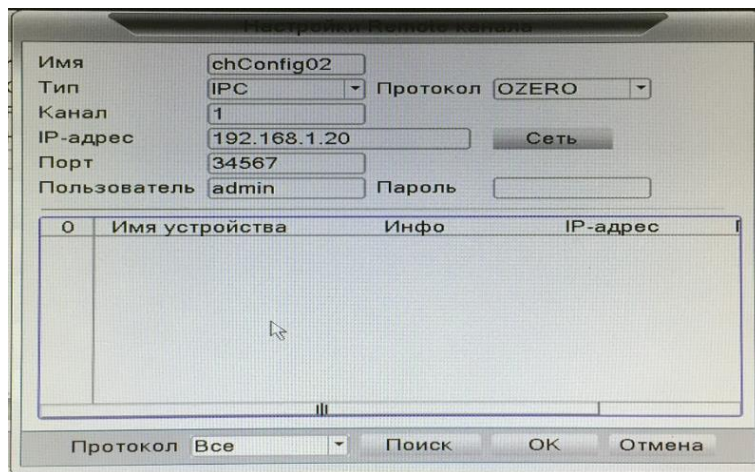 Настройки Remote канала
Имя chConfig02
Тип IPC Протокол OZERO
Канал 1
IP-адрес 192.168.1.20 Сеть
Порт 34567
Пользователь admin Пароль
0 Имя устройства Инфо IP-адрес
Протокол Все Поиск OK Отмена